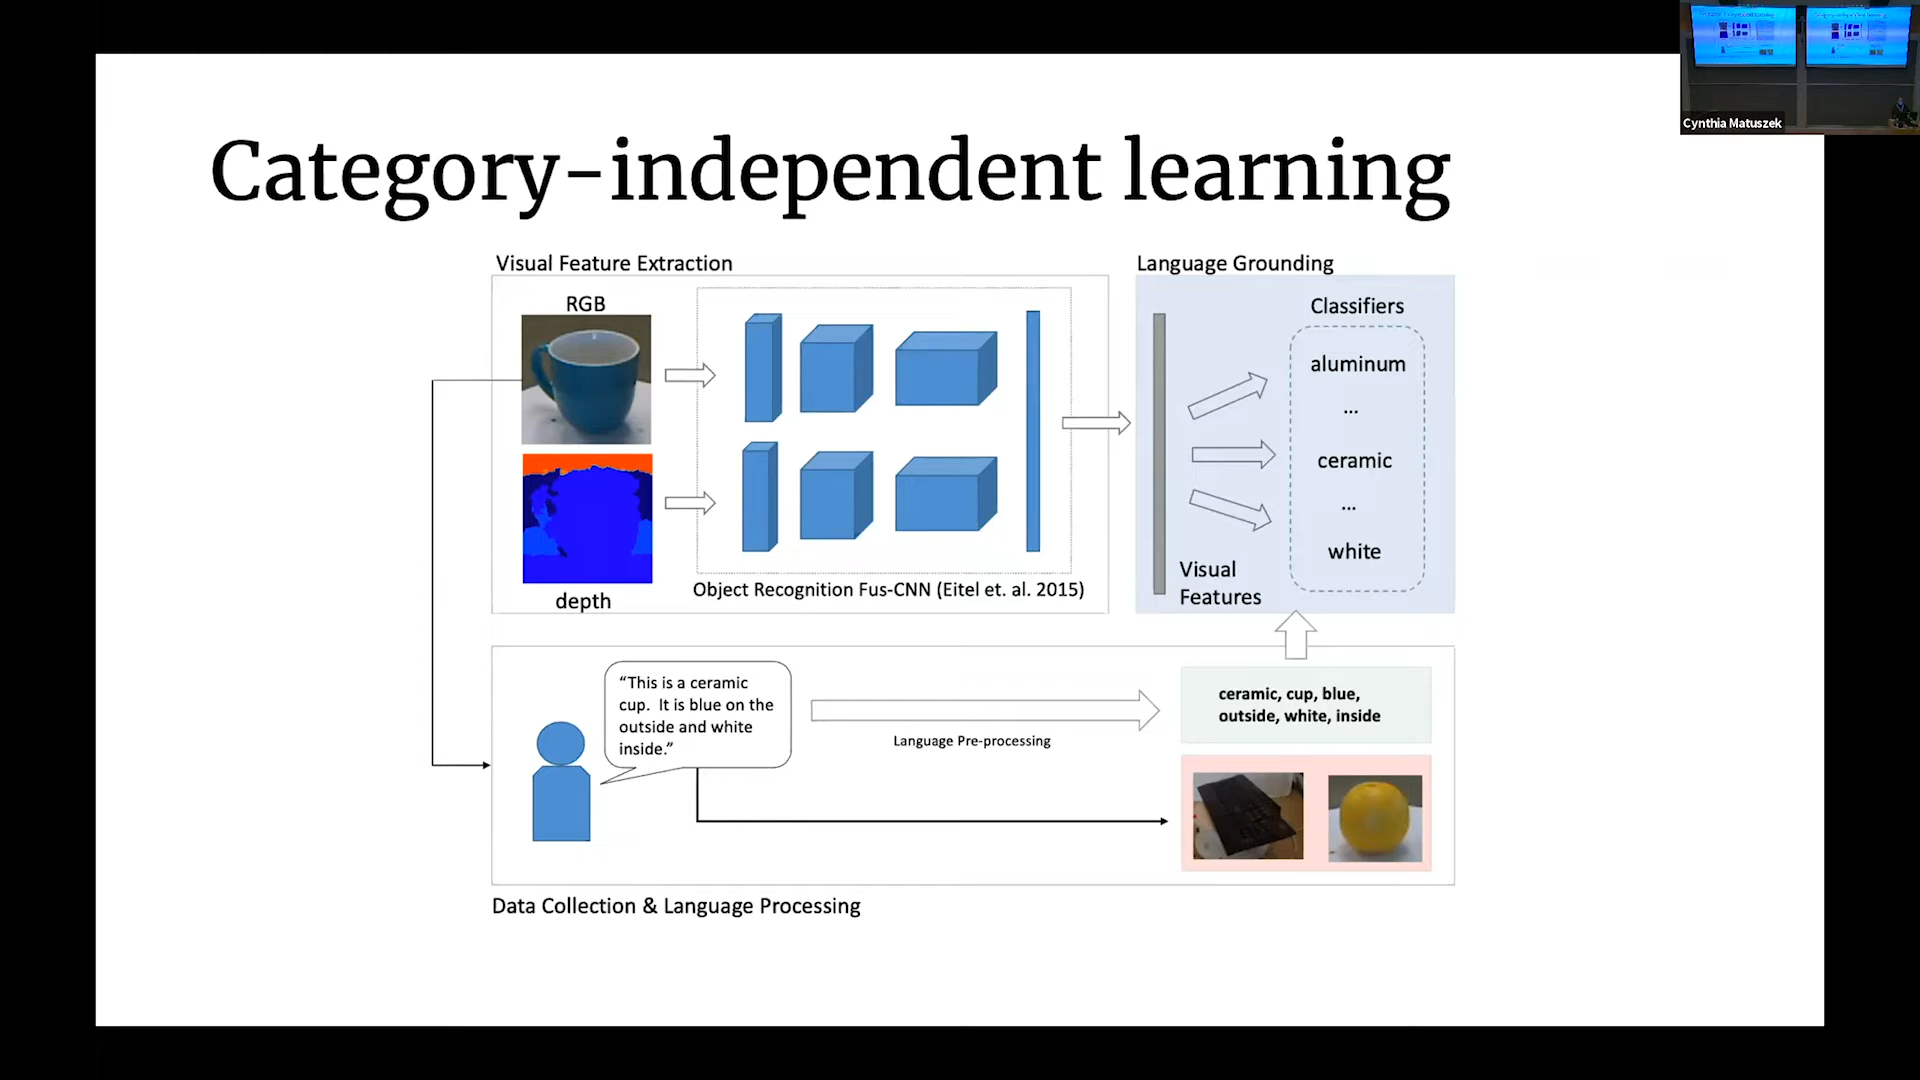 Cynthia Matuszek
Category-independent learning
Visual Feature Extraction
RGB
depth
Object Recognition Fus-CNN (Eitel et. al. 2015)
Language Grounding
Classifiers
aluminum
...
ceramic
...
white
Visual
Features
“This is a ceramic
cup. It is blue on the
outside and white
inside.”
Language Pre-processing
ceramic, cup, blue,
outside, white, inside
Data Collection & Language Processing